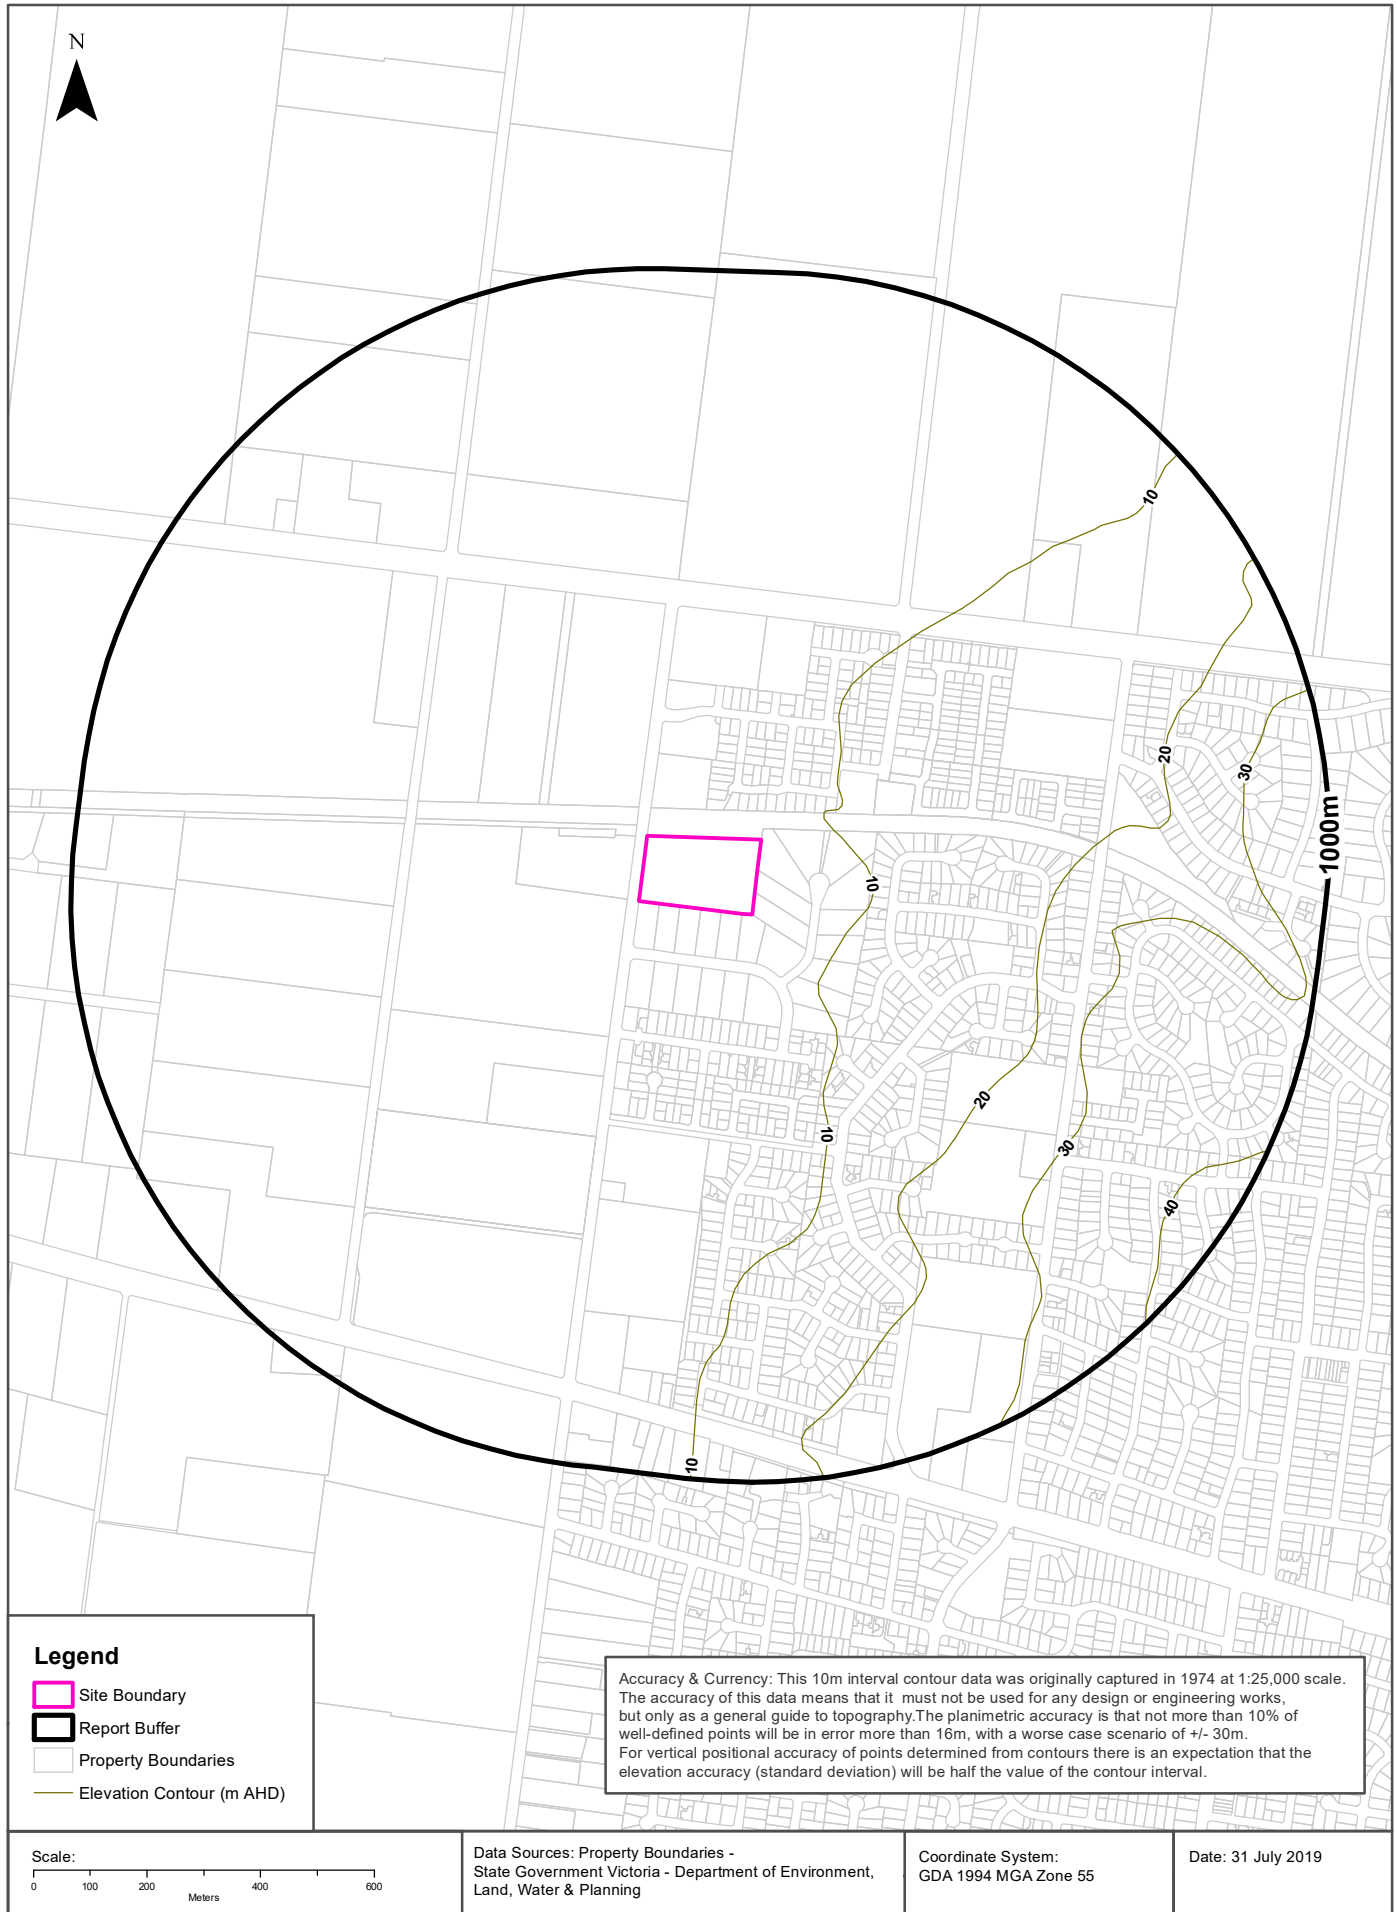 N
10
20
30
1000m
10
20
10
30
40
10
Legend
Site Boundary
Report Buffer
Property Boundaries
Elevation Contour (m AHD)
Accuracy & Currency: This 10m interval contour data was originally captured in 1974 at 1:25,000 scale.
The accuracy of this data means that it must not be used for any design or engineering works,
but only as a general guide to topography.The planimetric accuracy is that not more than 10% of
well-defined points will be in error more than 16m, with a worse case scenario of +/- 30m.
For vertical positional accuracy of points determined from contours there is an expectation that the
elevation accuracy (standard deviation) will be half the value of the contour interval.
Scale:
0 100 200 400 600
Meters
Data Sources: Property Boundaries -
State Government Victoria - Department of Environment,
Land, Water & Planning
Coordinate System:
GDA 1994 MGA Zone 55
Date: 31 July 2019